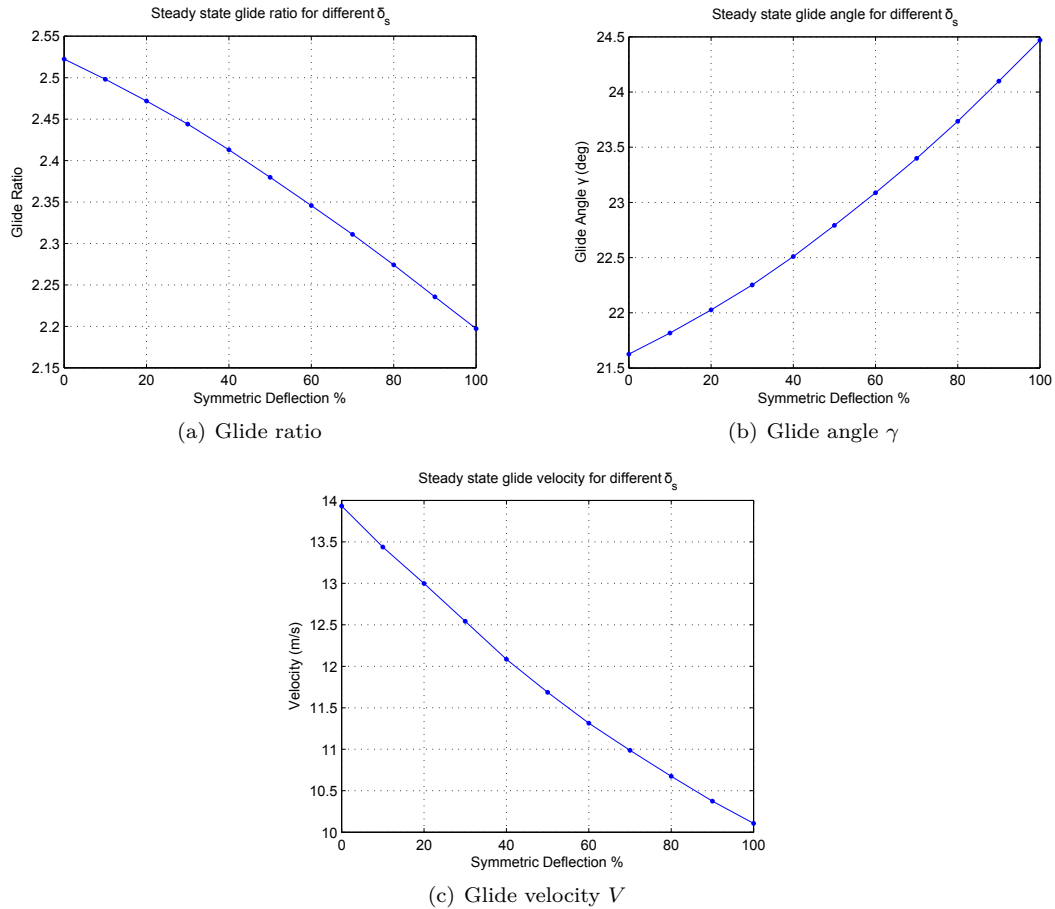 Steady state glide ratio for different δs
2.55
2.5
2.45
2.4
2.35
2.3
2.25
2.2
2.15
Glide Ratio
0 20 40 60 80 100
Symmetric Deflection %
(a) Glide ratio
Steady state glide angle for different δs
24.5
24
23.5
23
22.5
22
21.5
Glide Angle γ (deg)
0 20 40 60 80 100
Symmetric Deflection %
(b) Glide angle γ
Steady state glide velocity for different δs
14
13.5
13
12.5
12
11.5
11
10.5
10
Velocity (m/s)
0 20 40 60 80 100
Symmetric Deflection %
(c) Glide velocity V